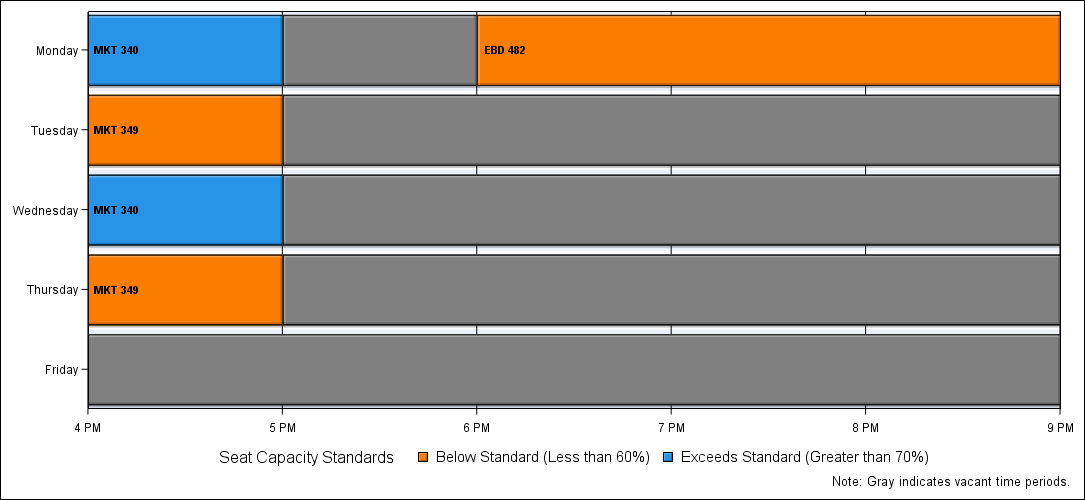 Monday
MKT 340
EBD 482
Tuesday
MKT 349
Wednesday
MKT 340
Thursday
MKT 349
Friday
4 PM 5 PM 6 PM 7 PM 8 PM 9 PM
Seat Capacity Standards Below Standard (Less than 60%) Exceeds Standard (Greater than 70%)
Note: Gray indicates vacant time periods.